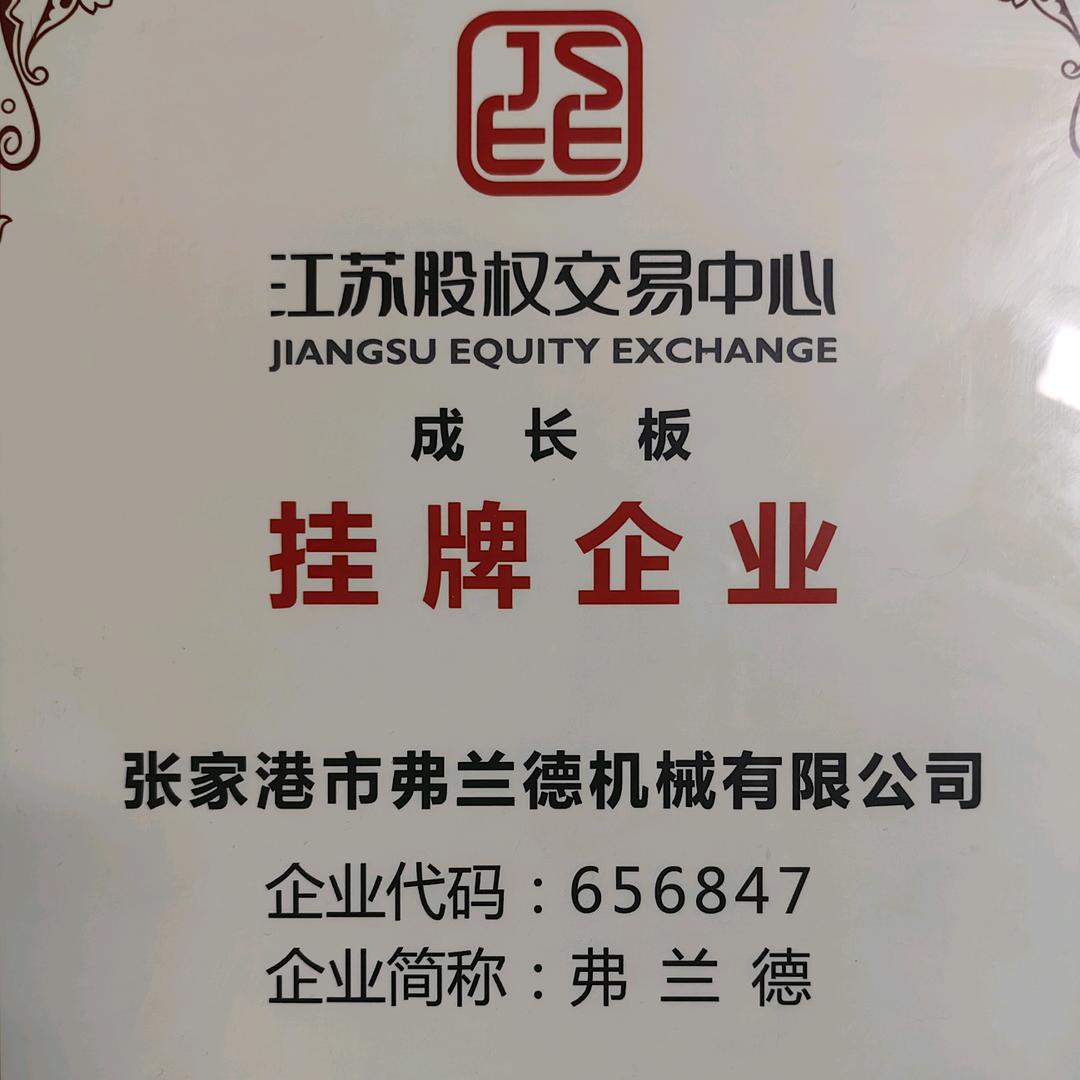 JS
EE
江苏股权交易中心
JIANGSU EQUITY EXCHANGE
成长板
挂牌企业
张家港市弗兰德机械有限公司
企业代码：656847
企业简称：弗兰德